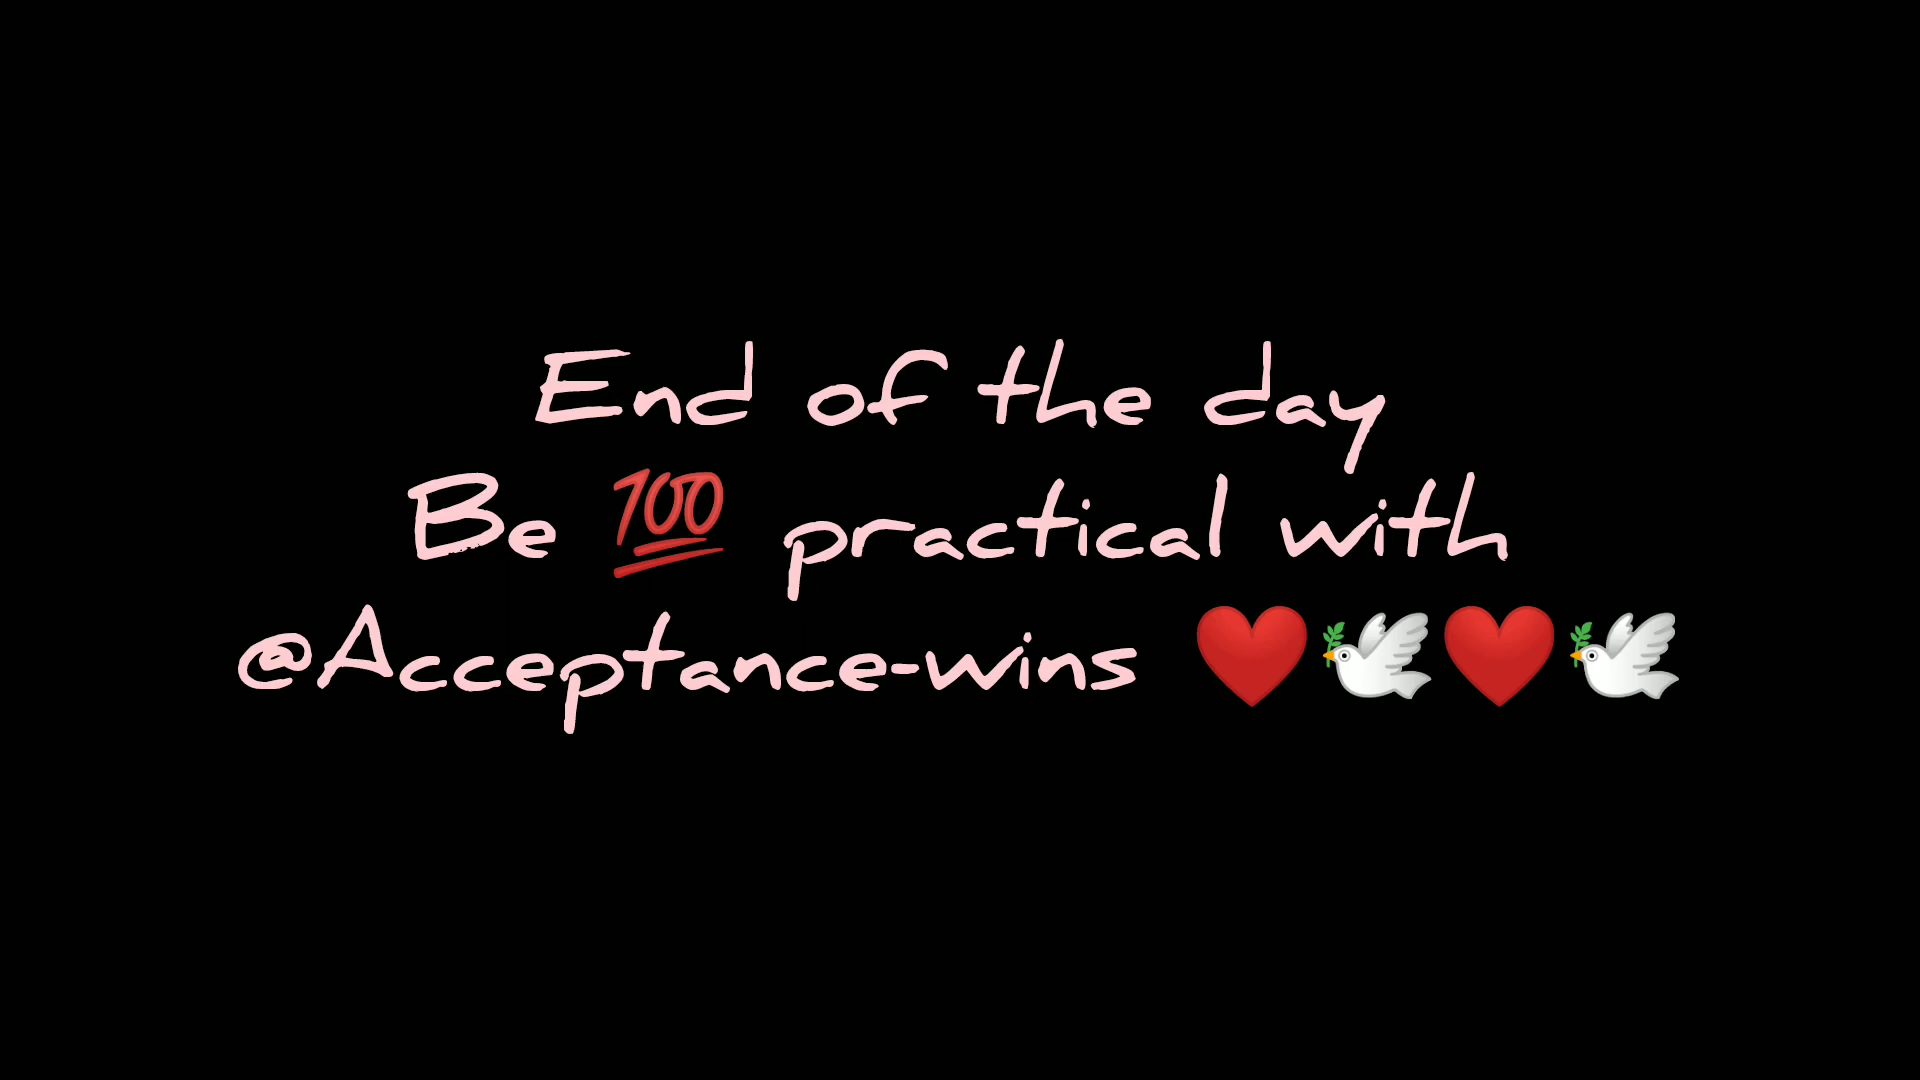 End of the day
Be 💯 practical with
@Acceptance-wins ❤️🕊️❤️🕊️